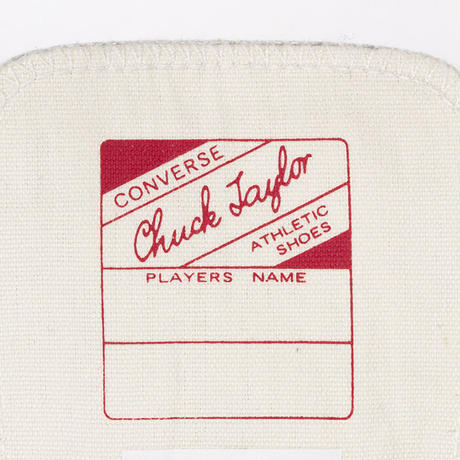 CONVERSE
Chuck Taylor
ATHLETIC
SHOES
PLAYERS NAME